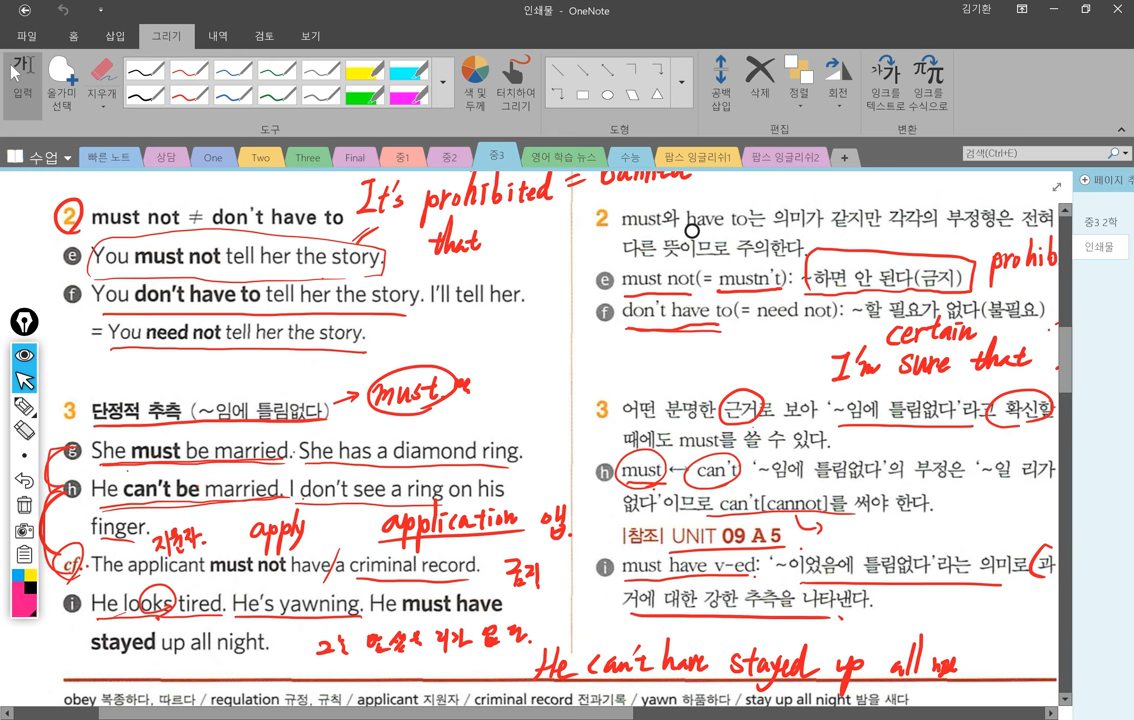 인쇄물 - OneNote
김기환
파일 홈 삽입 그리기 내역 검토 보기
가
입력
올가미
선택
지우개
색 및
두께
터치하여
그리기
공백
삽입
삭제
정렬
회전
가가
잉크를
텍스트로
ππ
잉크를
수식으로
도구
도형
편집
변환
수업
빠른 노트
상담
One
Two
Three
Final
중1
중2
중3
영어 학습 뉴스
수능
팝스 잉글리쉬1
팝스 잉글리쉬2
+
검색(Ctrl+E)
페이지 추
중3 2학
인쇄물
It's prohibited =
that
2 must not ≠ don't have to
e You must not tell her the story.
f You don't have to tell her the story. I'll tell her.
= You need not tell her the story.
3 단정적 추측 (~임에 틀림없다)
must
g She must be married. She has a diamond ring.
h He can't be married. I don't see a ring on his
finger.
지원자.
apply
application
앱.
cf. The applicant must not have a criminal record.
금지
i He looks tired. He's yawning. He must have
stayed up all night.
2 must와 have to는 의미가 같지만 각각의 부정형은 전혀
다른 뜻이므로 주의한다.
e must not(= mustn't): ~하면 안 된다(금지)
prohib
f don't have to(= need not): ~할 필요가 없다(불필요)
certain
I'm sure that
3 어떤 분명한 근거로 보아 '~임에 틀림없다'라고 확신할
때에도 must를 쓸 수 있다.
h must ↔ can't '~임에 틀림없다'의 부정은 '~일 리가
없다'이므로 can't[cannot]를 써야 한다.
|참조| UNIT 09 A 5
i must have v-ed: '~이었음에 틀림없다'라는 의미로 (과
거에 대한 강한 추측을 나타낸다.
He can't have stayed up all
obey 복종하다, 따르다 / regulation 규정, 규칙 / applicant 지원자 / criminal record 전과기록 / yawn 하품하다 / stay up all night 밤을 새다